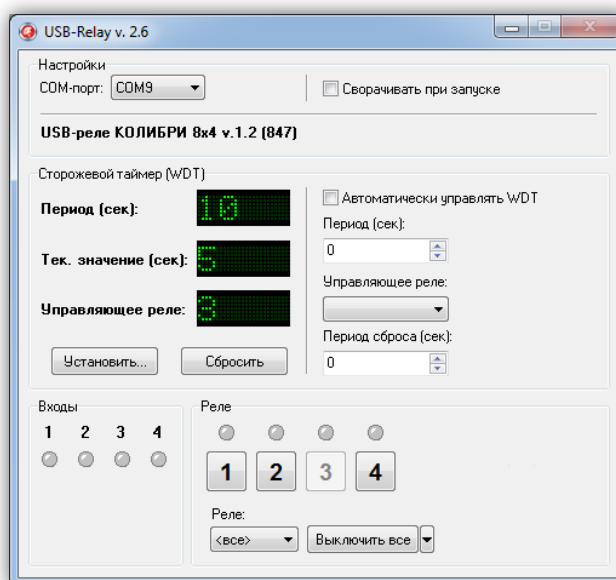 USB-Relay v. 2.6
Настройки
COM-порт: COM9
Сворачивать при запуске
USB-реле КОЛИБРИ 8x4 v.1.2 (847)
Сторожевой таймер (WDT)
Период (сек): 10
Тек. значение (сек): 5
Управляющее реле: 3
Установить... Сбросить
Автоматически управлять WDT
Период (сек):
0
Управляющее реле:
Период сброса (сек):
0
Входы
1 2 3 4
Реле
1 2 3 4
Реле:
<все> Выключить все